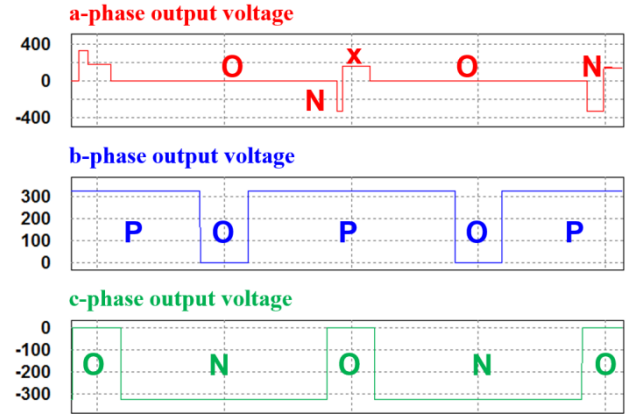 a-phase output voltage
400
0
-400
O
N
x
O
N
b-phase output voltage
300
200
100
0
P
O
P
O
P
c-phase output voltage
0
-100
-200
-300
O
N
O
N
O